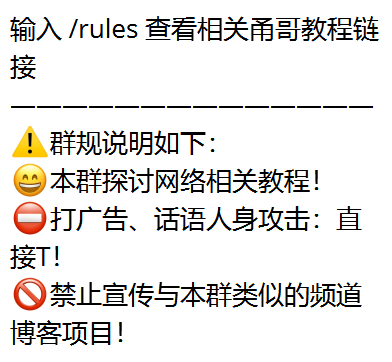 输入 /rules 查看相关甬哥教程链
接
——————————————
⚠️群规说明如下：
😄本群探讨网络相关教程！
⛔打广告、话语人身攻击：直
接T！
🚫禁止宣传与本群类似的频道
博客项目！